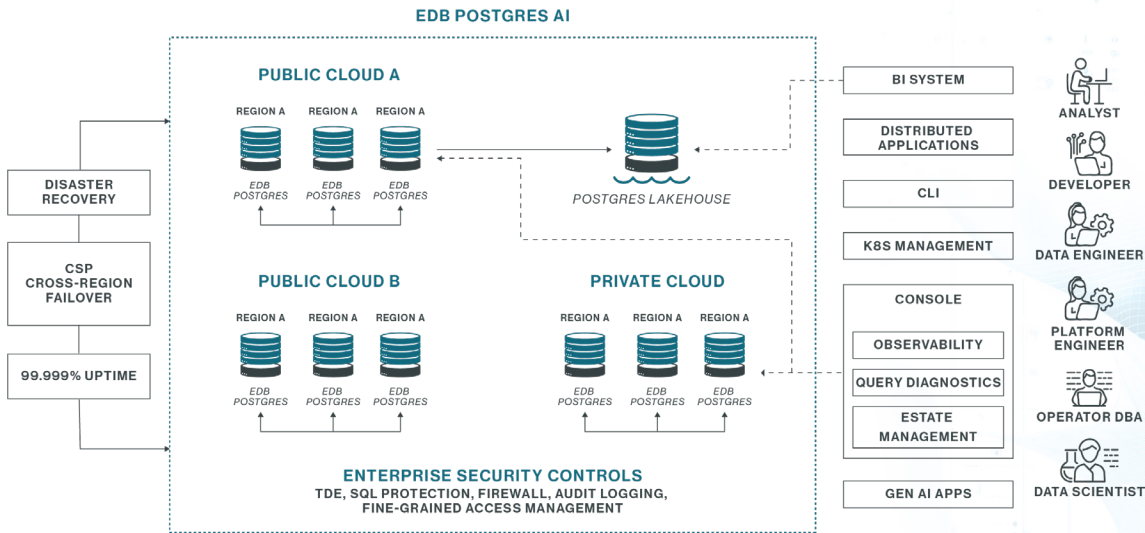 EDB POSTGRES AI
DISASTER
RECOVERY
CSP
CROSS-REGION
FAILOVER
99.999% UPTIME
PUBLIC CLOUD A
REGION A
REGION A
REGION A
EDB
POSTGRES
EDB
POSTGRES
EDB
POSTGRES
POSTGRES LAKEHOUSE
PUBLIC CLOUD B
REGION A
REGION A
REGION A
EDB
POSTGRES
EDB
POSTGRES
EDB
POSTGRES
PRIVATE CLOUD
REGION A
REGION A
REGION A
EDB
POSTGRES
EDB
POSTGRES
EDB
POSTGRES
ENTERPRISE SECURITY CONTROLS
TDE, SQL PROTECTION, FIREWALL, AUDIT LOGGING,
FINE-GRAINED ACCESS MANAGEMENT
BI SYSTEM
DISTRIBUTED
APPLICATIONS
CLI
K8S MANAGEMENT
CONSOLE
OBSERVABILITY
QUERY DIAGNOSTICS
ESTATE
MANAGEMENT
GEN AI APPS
ANALYST
DEVELOPER
DATA ENGINEER
PLATFORM
ENGINEER
OPERATOR DBA
DATA SCIENTIST